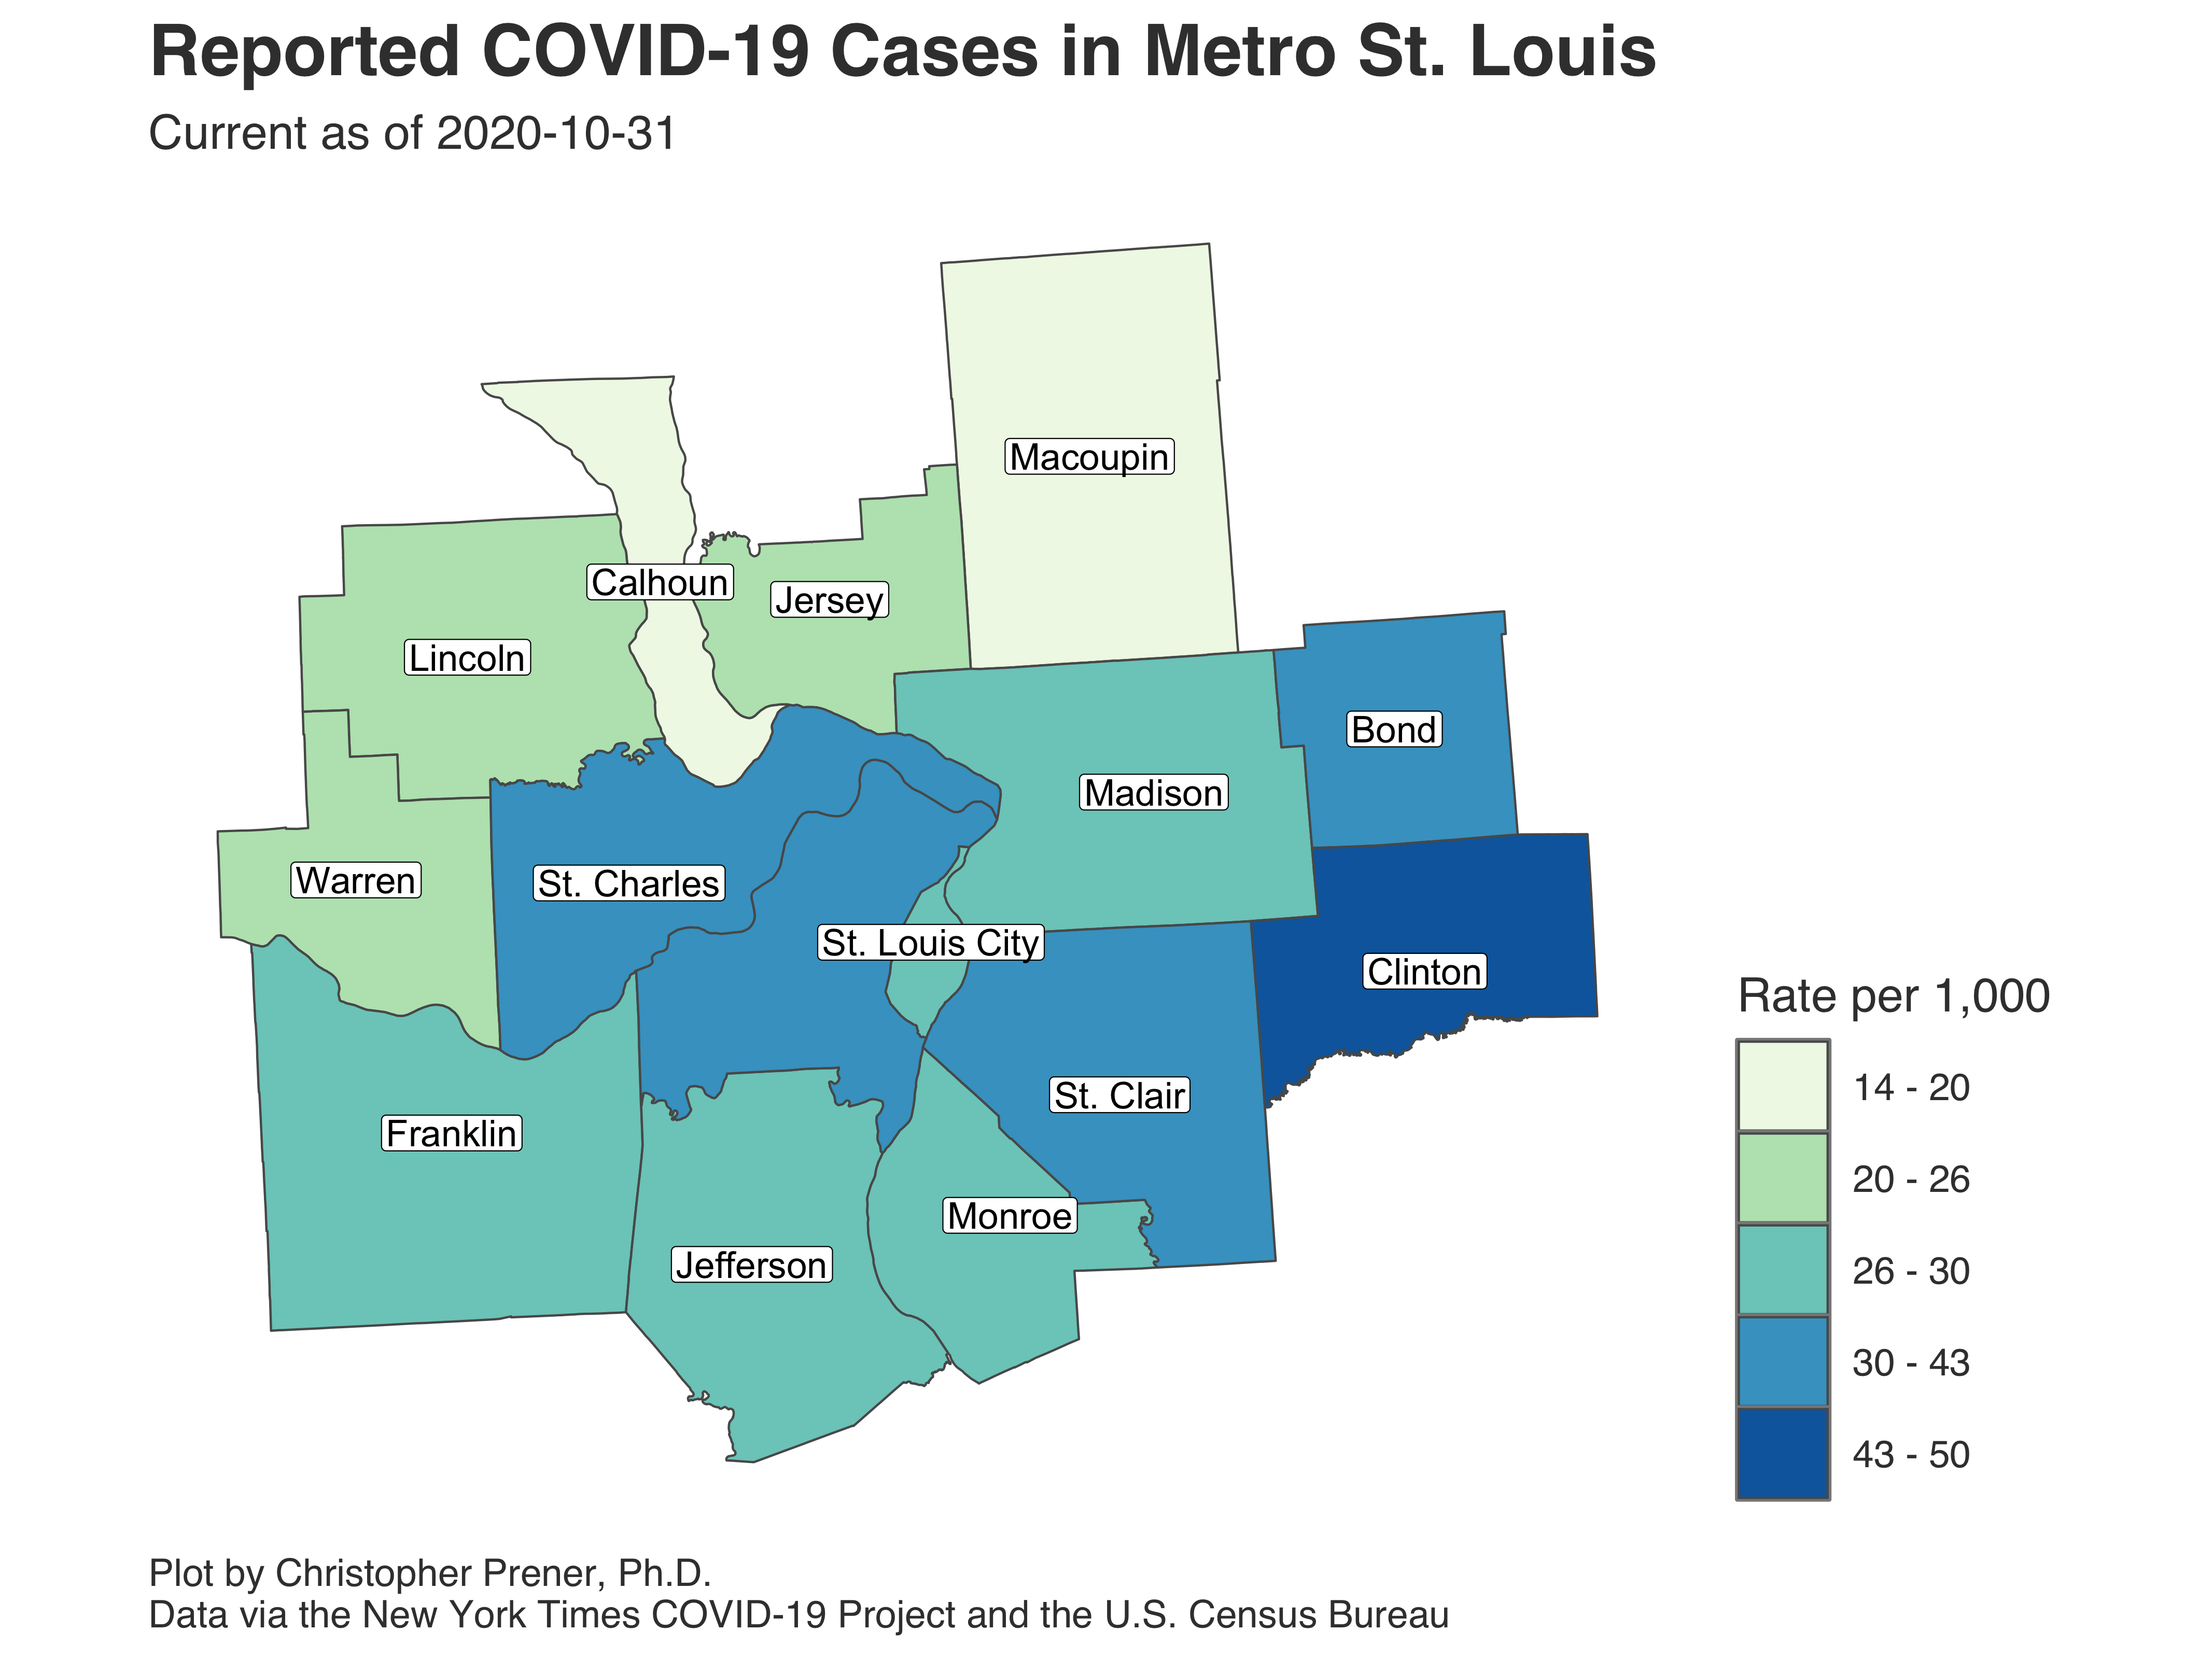 Reported COVID-19 Cases in Metro St. Louis
Current as of 2020-10-31
Macoupin
Calhoun
Jersey
Lincoln
Bond
Madison
Warren
St. Charles
St. Louis City
Clinton
St. Clair
Franklin
Monroe
Jefferson
Rate per 1,000
14 - 20
20 - 26
26 - 30
30 - 43
43 - 50
Plot by Christopher Prener, Ph.D.
Data via the New York Times COVID-19 Project and the U.S. Census Bureau